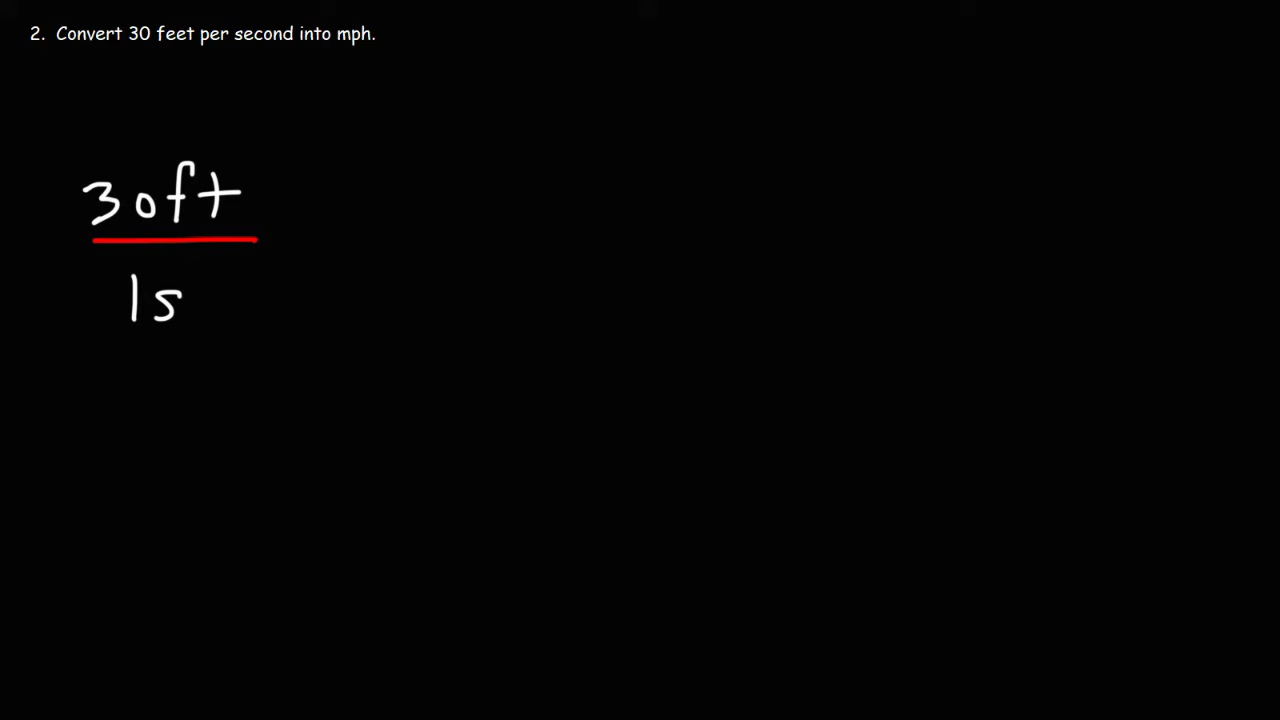 2. Convert 30 feet per second into mph.
30ft
1s